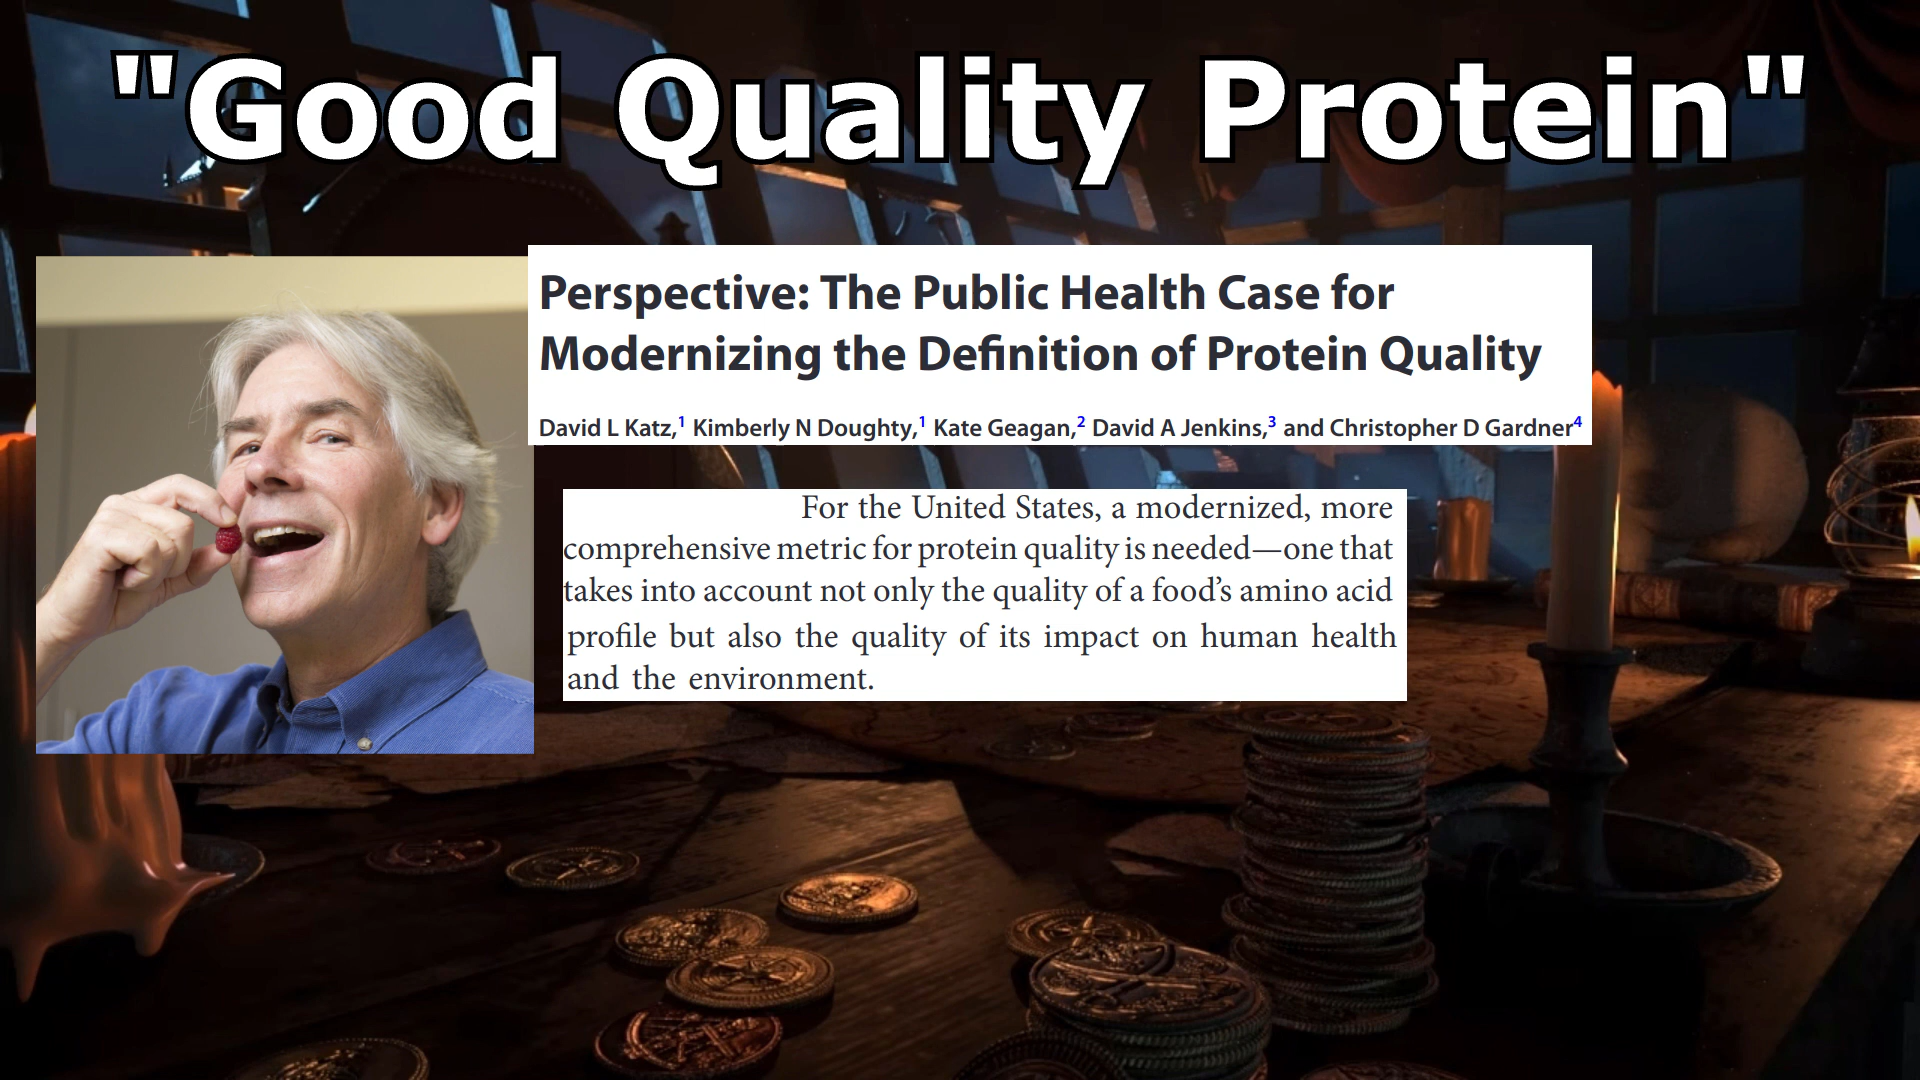 "Good Quality Protein"
Perspective: The Public Health Case for
Modernizing the Definition of Protein Quality
David L Katz,1 Kimberly N Doughty,1 Kate Geagan,2 David A Jenkins,3 and Christopher D Gardner4
For the United States, a modernized, more
comprehensive metric for protein quality is needed—one that
takes into account not only the quality of a food's amino acid
profile but also the quality of its impact on human health
and the environment.